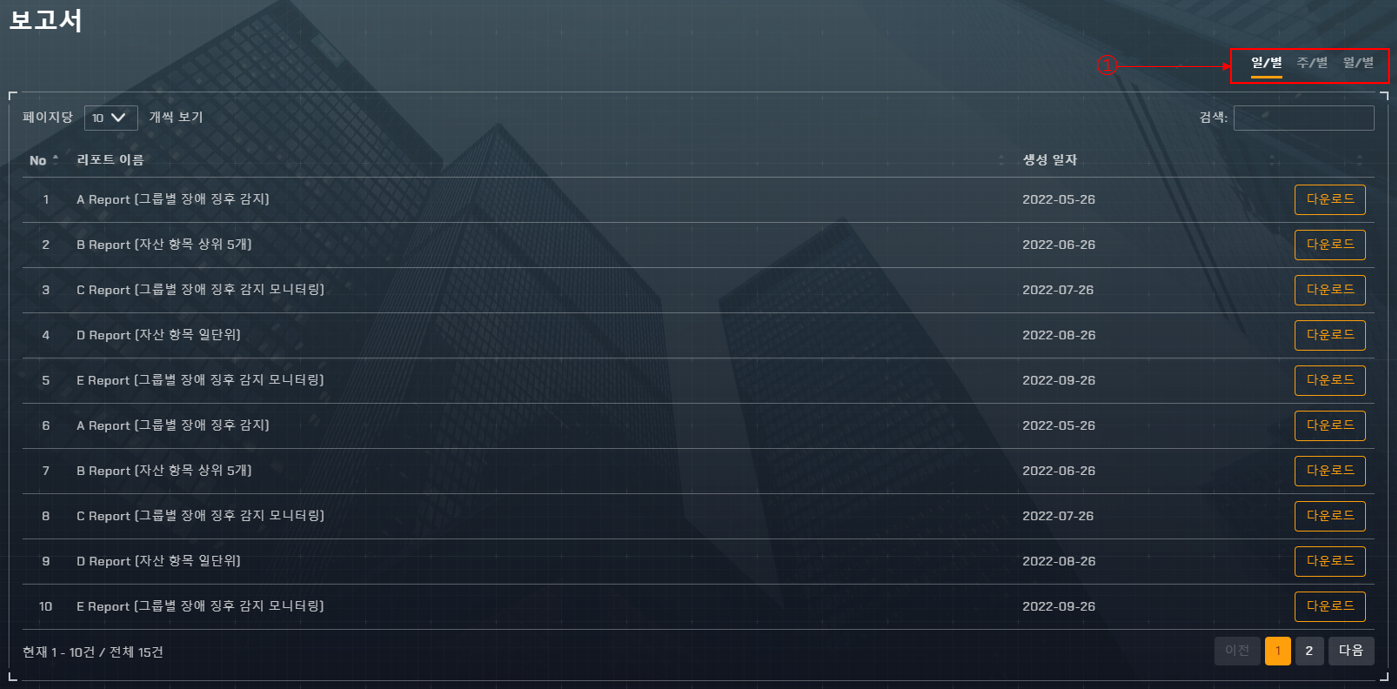 보고서
① 일/별 주/별 월/별
페이지당 10 개씩 보기 검색:
No 리포트 이름 생성 일자
1 A Report (그룹별 장애 징후 감지) 2022-05-26 다운로드
2 B Report (자산 항목 상위 5개) 2022-06-26 다운로드
3 C Report (그룹별 장애 징후 감지 모니터링) 2022-07-26 다운로드
4 D Report (자산 항목 일단위) 2022-08-26 다운로드
5 E Report (그룹별 장애 징후 감지 모니터링) 2022-09-26 다운로드
6 A Report (그룹별 장애 징후 감지) 2022-05-26 다운로드
7 B Report (자산 항목 상위 5개) 2022-06-26 다운로드
8 C Report (그룹별 장애 징후 감지 모니터링) 2022-07-26 다운로드
9 D Report (자산 항목 일단위) 2022-08-26 다운로드
10 E Report (그룹별 장애 징후 감지 모니터링) 2022-09-26 다운로드
현재 1 - 10건 / 전체 15건 이전 1 2 다음